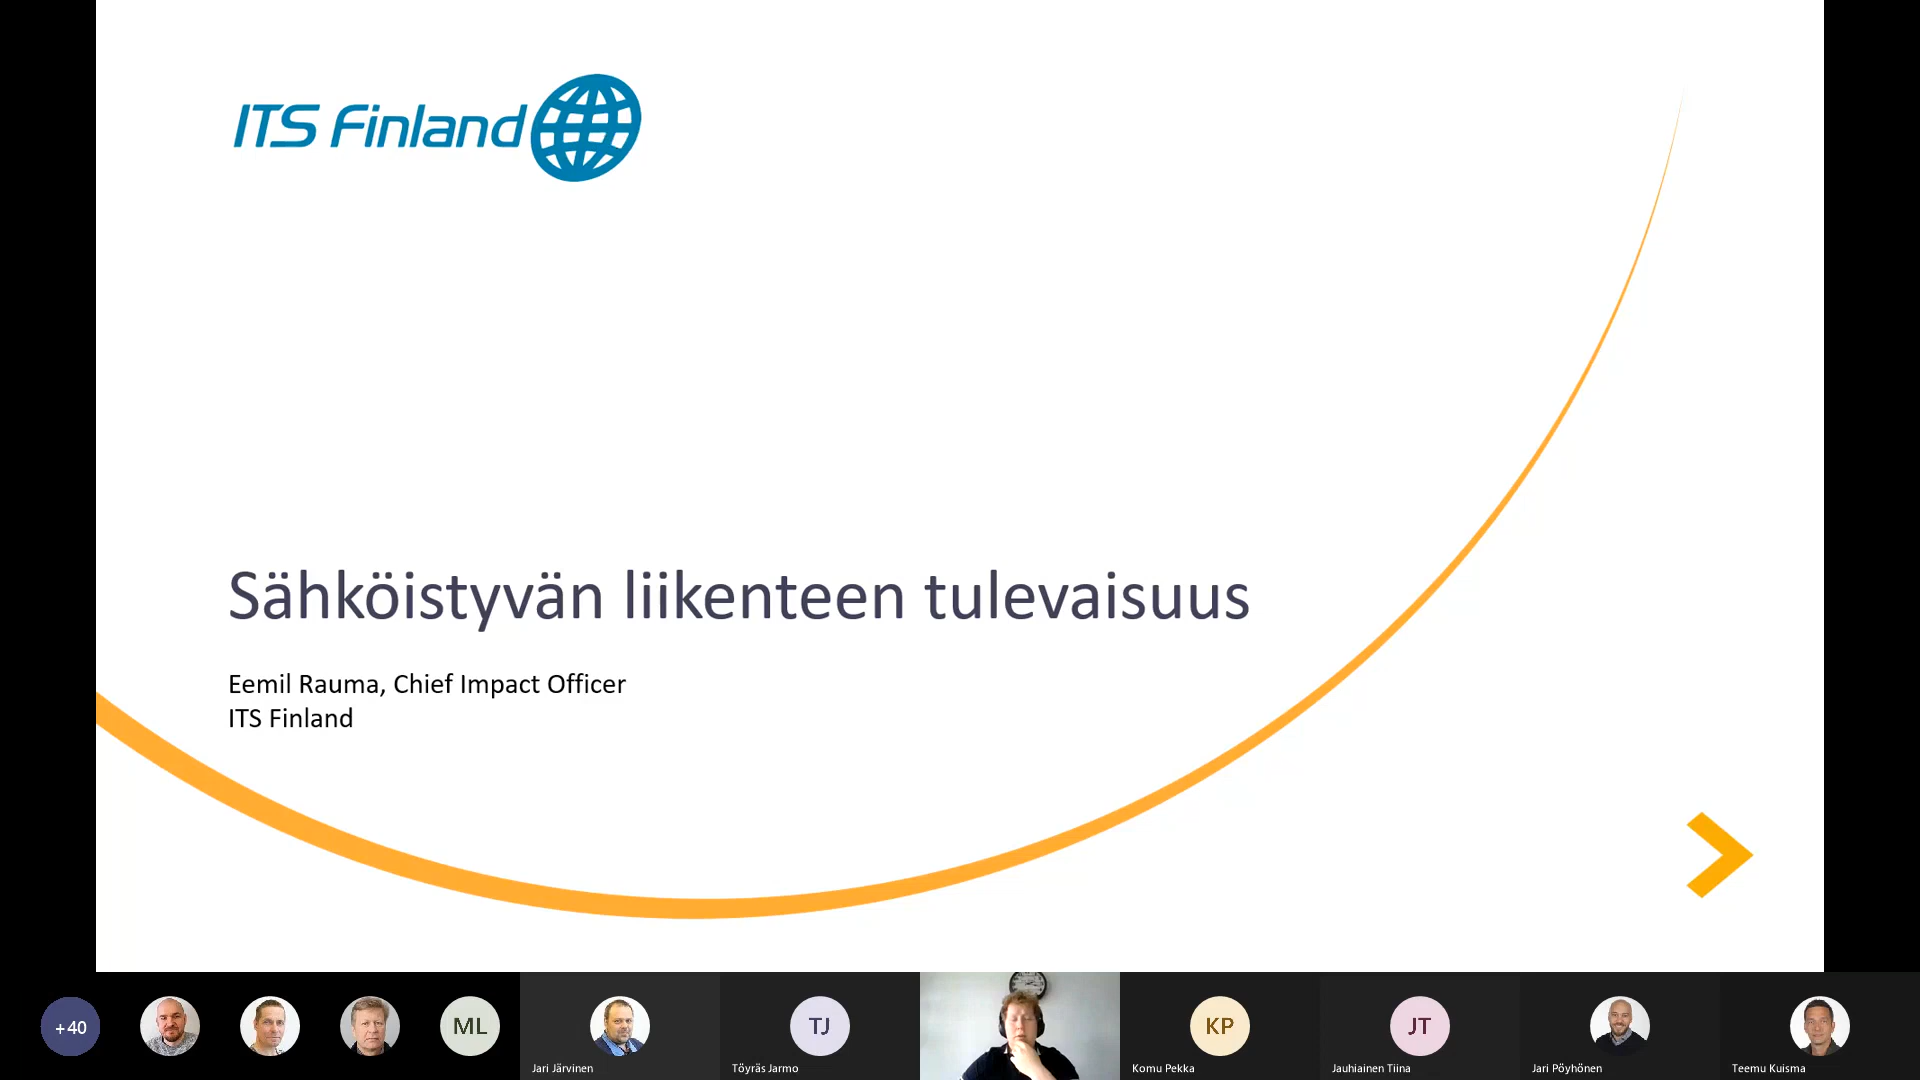 ITS Finland
Sähköistyvän liikenteen tulevaisuus
Eemil Rauma, Chief Impact Officer
ITS Finland
+40
ML
TJ
KP
JT
Jari Järvinen
Töyräs Jarmo
Komu Pekka
Jauhiainen Tiina
Jari Pöyhönen
Teemu Kuisma